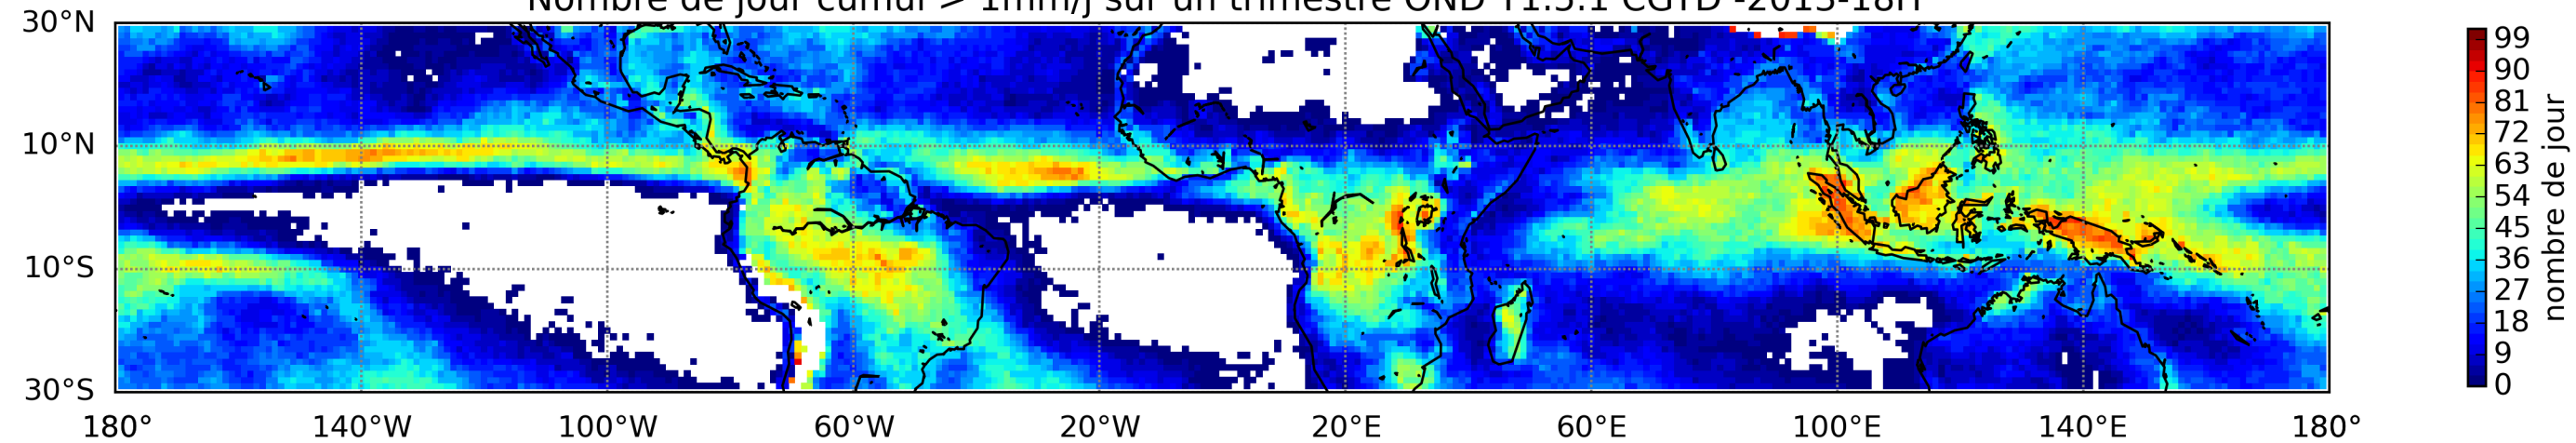 Nombre de jour cumul > 1mm/j sur un trimestre OND T1.5.1 CGTD -2015-18H
30°N
10°N
10°S
30°S
180° 140°W 100°W 60°W 20°W 20°E 60°E 100°E 140°E 180°
99
90
81
72
63
54
45
36
27
18
9
0
nombre de jour